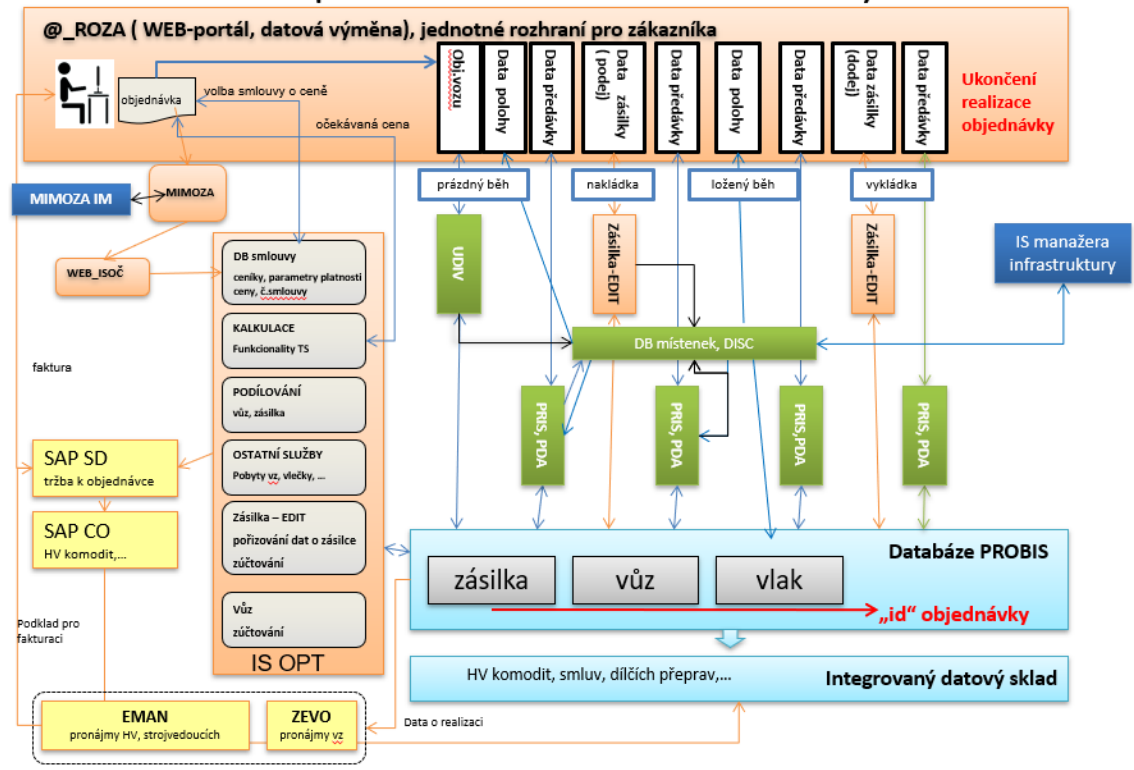 @_ROZA ( WEB-portál, datová výměna), jednotné rozhraní pro zákazníka
objednávka
volba smlouvy o ceně
očekávaná cena
Obj.vozu
Data polohy
Data předávky
Data zásilky
( podej)
Data předávky
Data polohy
Data předávky
Data zásilky
(dodej)
Data předávky
Ukončení
realizace
objednávky
prázdný běh
nakládka
ložený běh
vykládka
MIMOZA IM
MIMOZA
WEB_ISOČ
UDIV
Zásilka-EDIT
Zásilka-EDIT
IS manažera
infrastruktury
DB smlouvy
ceníky, parametry platnosti
ceny, č.smlouvy
KALKULACE
Funkcionality TS
PODÍLOVÁNÍ
vůz, zásilka
OSTATNÍ SLUŽBY
Pobyty vz, vlečky, ...
Zásilka – EDIT
pořizování dat o zásilce
zúčtování
Vůz
zúčtování
IS OPT
DB místenek, DISC
PRIS, PDA
PRIS, PDA
PRIS,PDA
PRIS, PDA
faktura
SAP SD
tržba k objednávce
SAP CO
HV komodit,...
Podklad pro
fakturaci
Databáze PROBIS
zásilka
vůz
vlak
„id“ objednávky
HV komodit, smluv, dílčích přeprav,...
Integrovaný datový sklad
EMAN
pronájmy HV, strojvedoucích
ZEVO
pronájmy vz
Data o realizaci